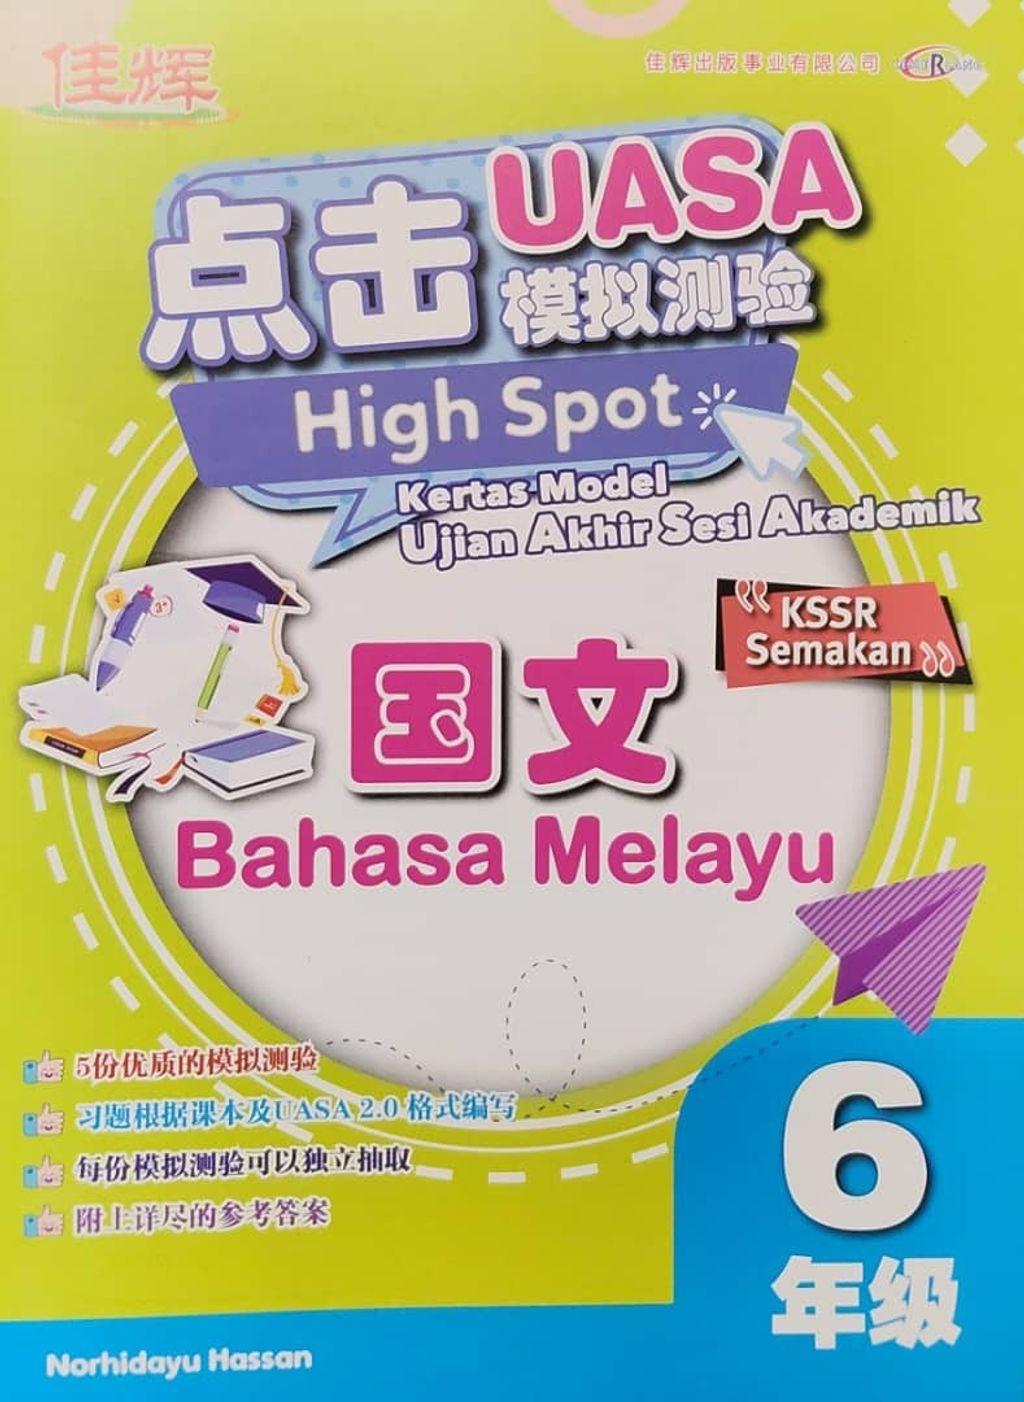 佳辉
佳辉出版事业有限公司
点击 UASA
模拟测验
High Spot
Kertas Model
Ujian Akhir Sesi Akademik
KSSR
Semakan
国文
Bahasa Melayu
5份优质的模拟测验
习题根据课本及UASA 2.0 格式编写
每份模拟测验可以独立抽取
附上详尽的参考答案
6
年级
Norhidayu Hassan